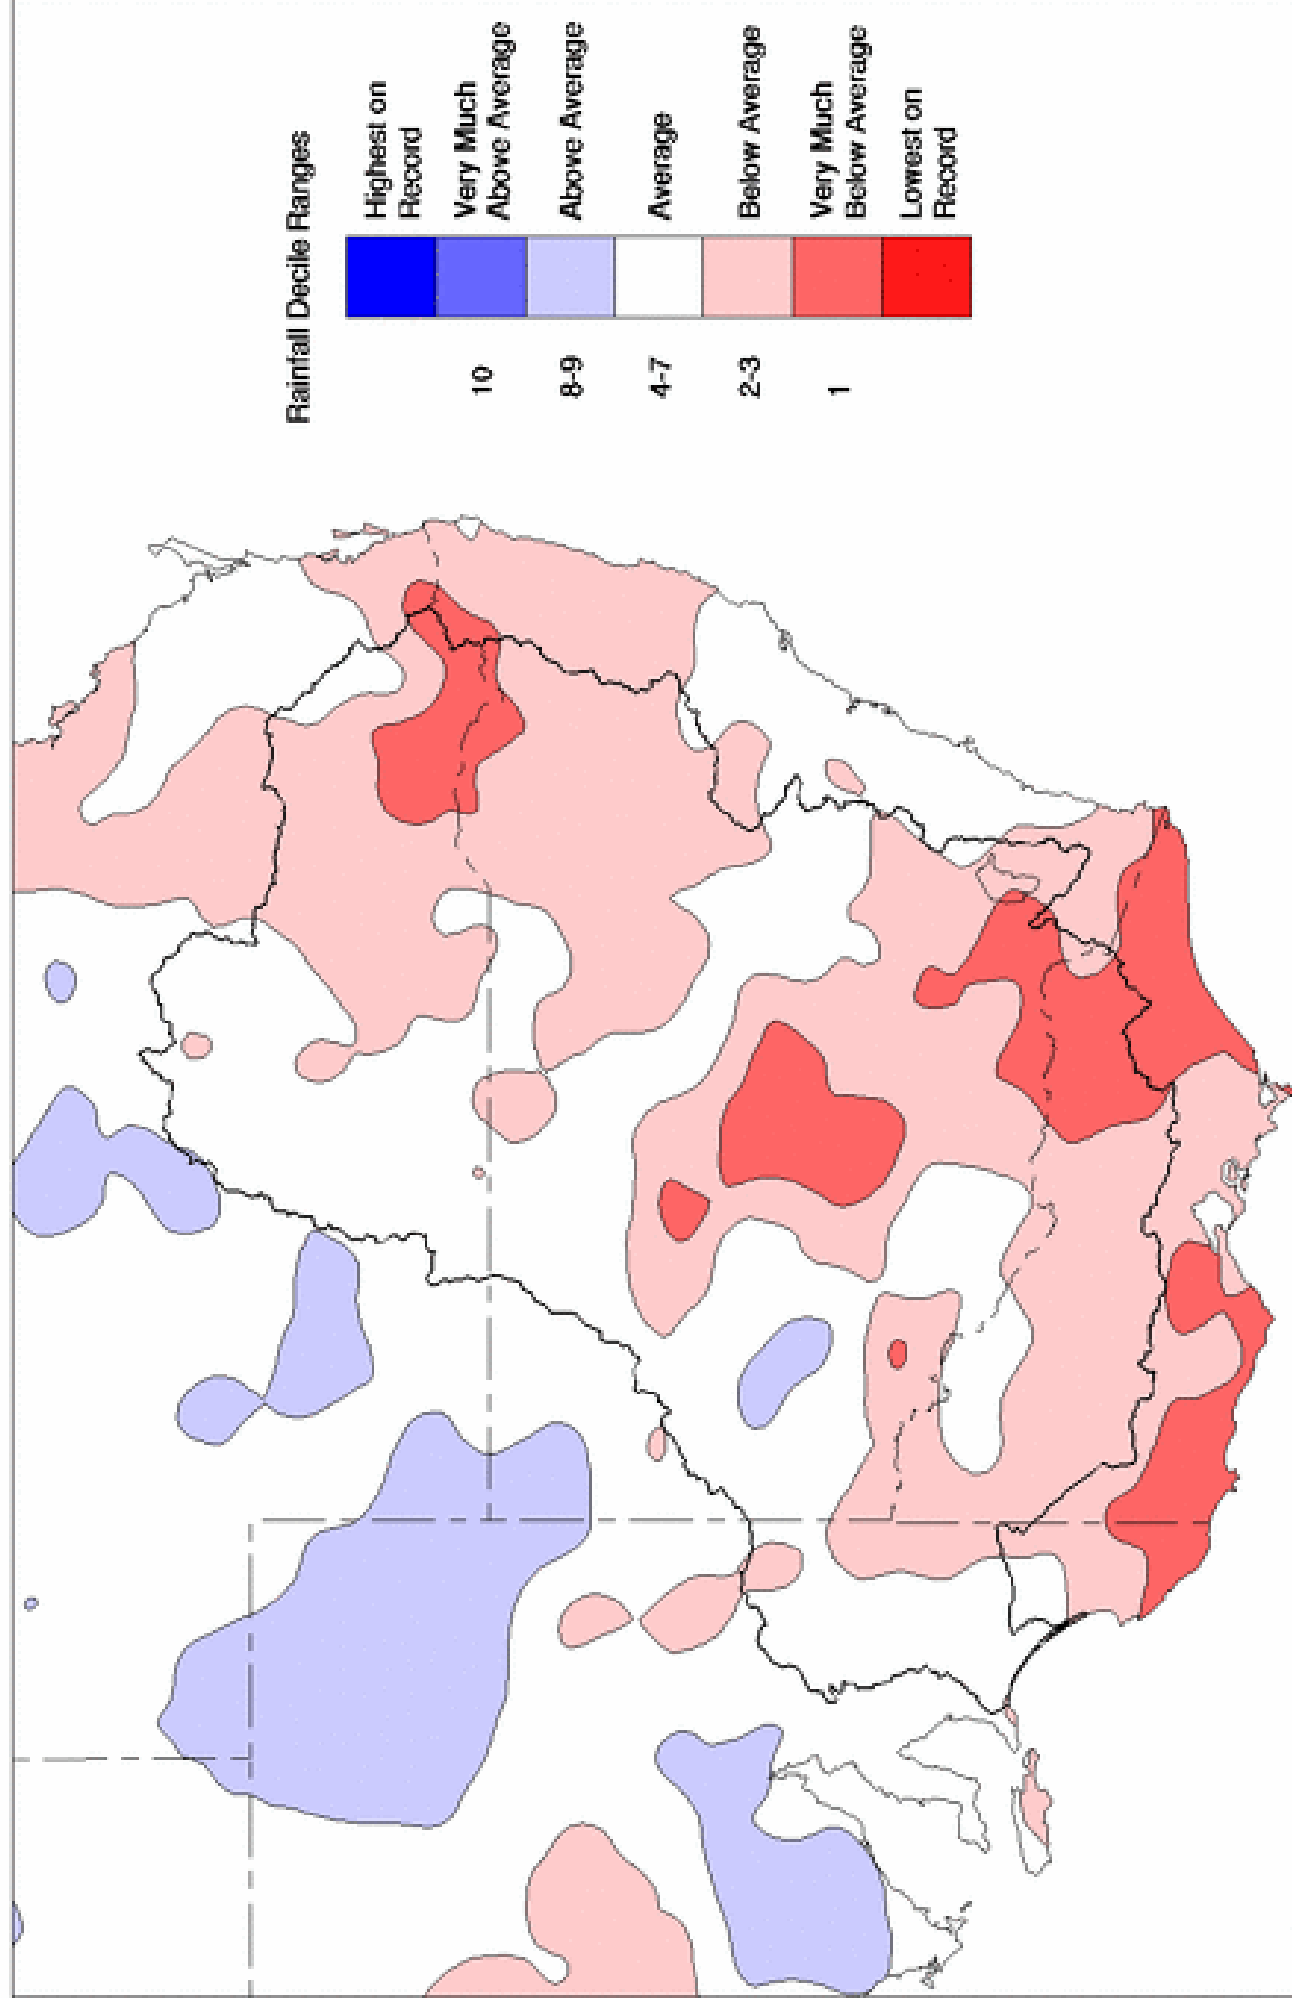 Rainfall Decile Ranges
Highest on
Record
10
Very Much
Above Average
8-9
Above Average
4-7
Average
2-3
Below Average
1
Very Much
Below Average
Lowest on
Record